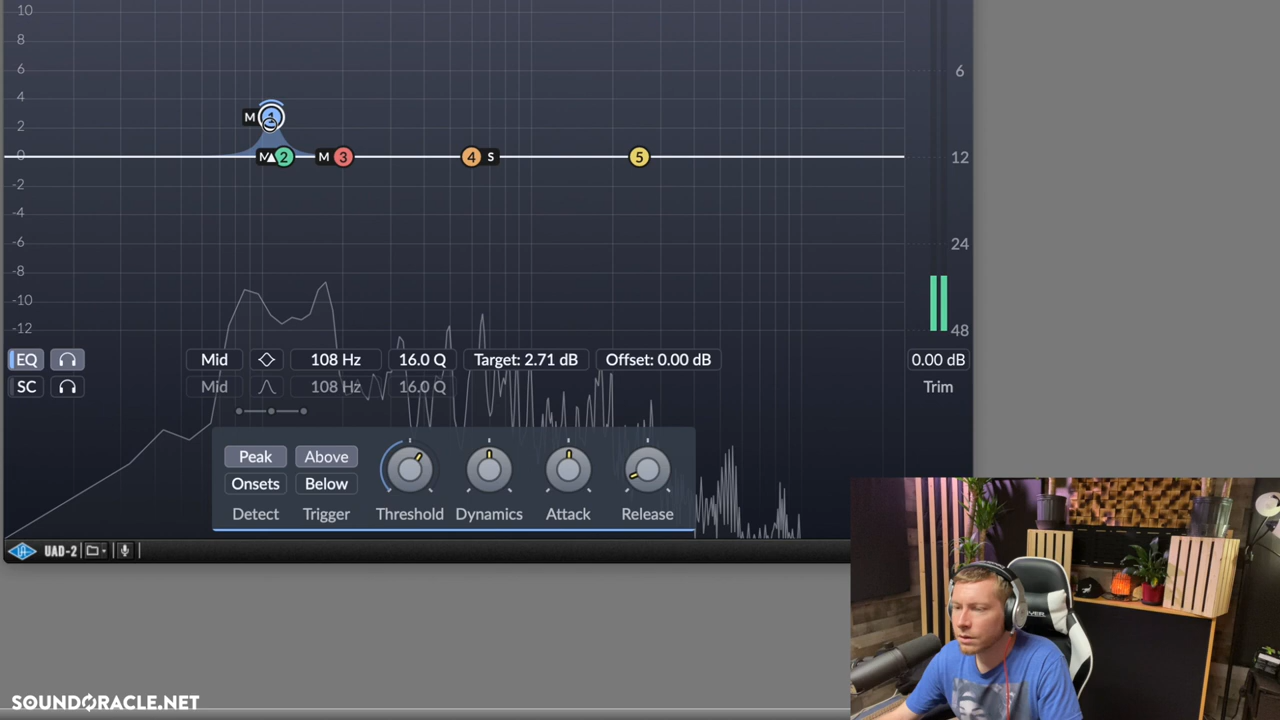 10
8
6
4
2
0
-2
-4
-6
-8
-10
-12
M 1
M 2 M 3 4 S 5
6
12
24
48
EQ Mid 108 Hz 16.0 Q Target: 2.71 dB Offset: 0.00 dB 0.00 dB
SC Mid 108 Hz 16.0 Q Trim
Peak Above
Onsets Below
Detect Trigger Threshold Dynamics Attack Release
UAD-2
SOUNDORACLE.NET